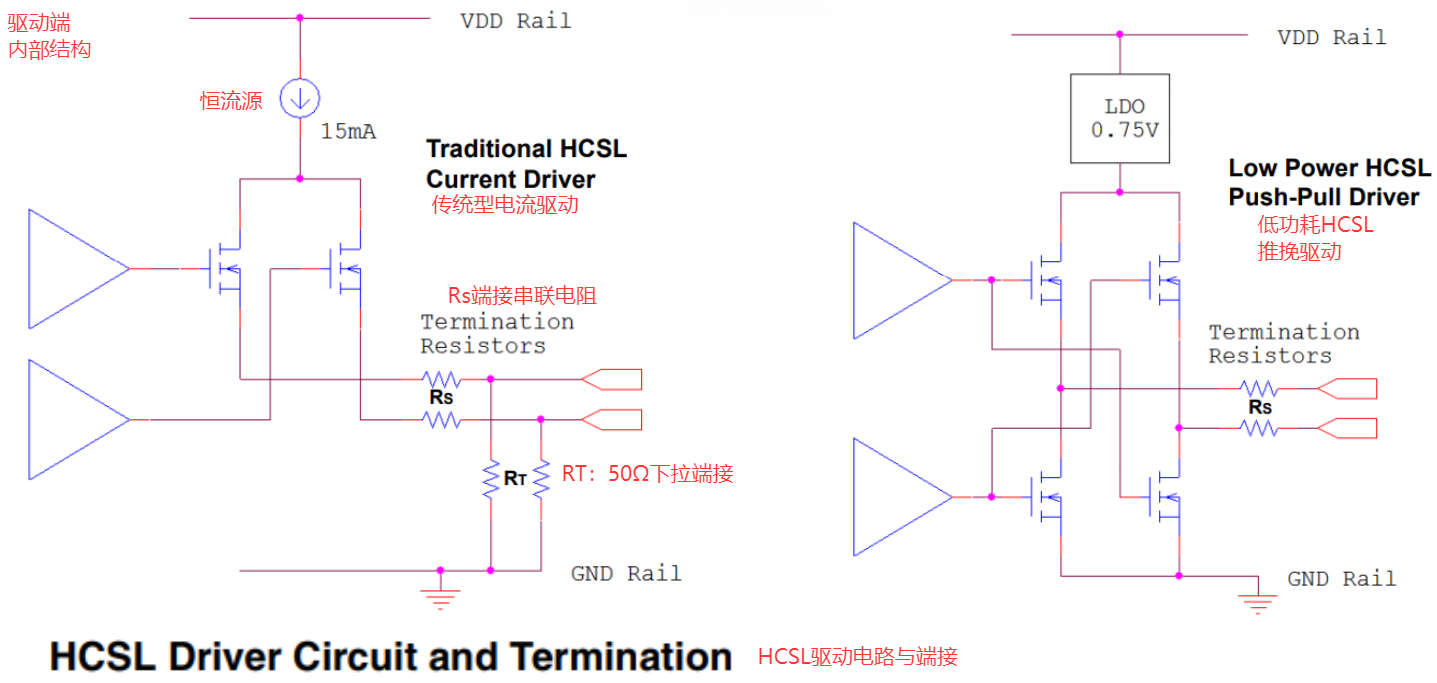 驱动端
内部结构
VDD Rail
恒流源
15mA
Traditional HCSL
Current Driver
传统型电流驱动
Rs端接串联电阻
Termination
Resistors
Rs
RT
RT：50Ω下拉端接
GND Rail
VDD Rail
LDO
0.75V
Low Power HCSL
Push-Pull Driver
低功耗HCSL
推挽驱动
Termination
Resistors
Rs
GND Rail
HCSL Driver Circuit and Termination
HCSL驱动电路与端接